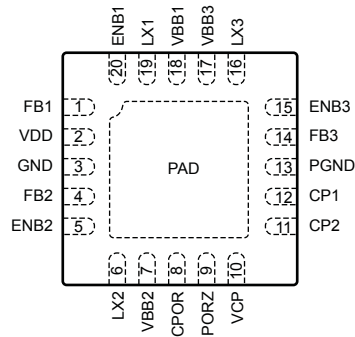 ENB1 LX1 VBB1 VBB3 LX3
20 19 18 17 16
FB1 1
VDD 2
GND 3
FB2 4
ENB2 5
PAD
15 ENB3
14 FB3
13 PGND
12 CP1
11 CP2
6 7 8 9 10
LX2 VBB2 CPOR PORZ VCP